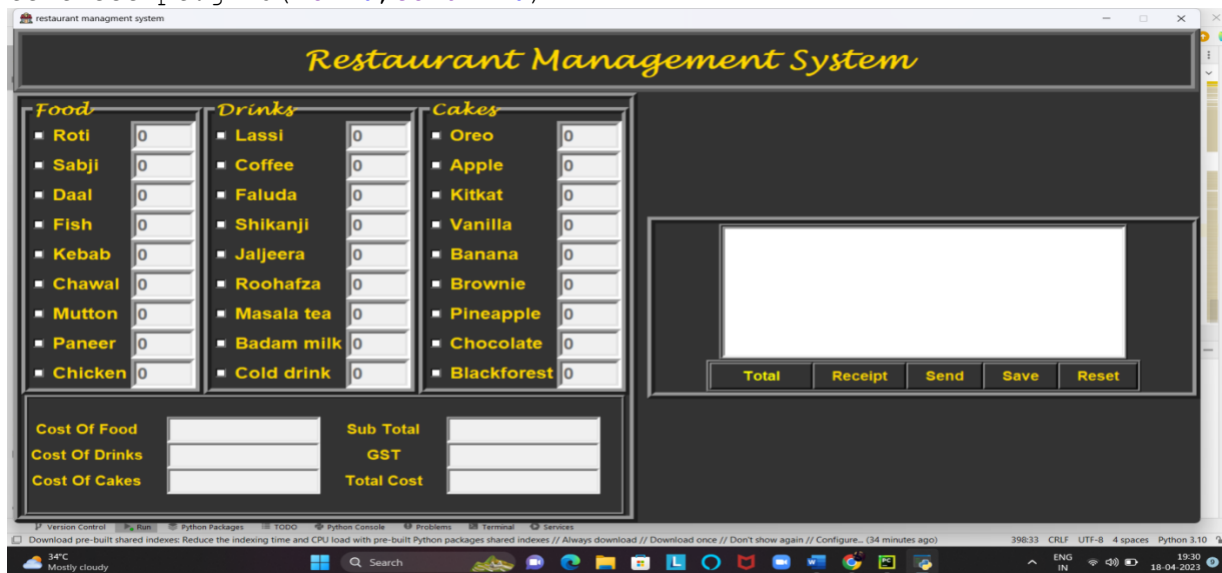 restaurant managment system
Restaurant Management System
Food Drinks Cakes
Roti 0 Lassi 0 Oreo 0
Sabji 0 Coffee 0 Apple 0
Daal 0 Faluda 0 Kitkat 0
Fish 0 Shikanji 0 Vanilla 0
Kebab 0 Jaljeera 0 Banana 0
Chawal 0 Roohafza 0 Brownie 0
Mutton 0 Masala tea 0 Pineapple 0
Paneer 0 Badam milk 0 Chocolate 0
Chicken 0 Cold drink 0 Blackforest 0
Total Receipt Send Save Reset
Cost Of Food Sub Total
Cost Of Drinks GST
Cost Of Cakes Total Cost
Version Control Run Python Packages TODO Python Console Problems Terminal Services
Download pre-built shared indexes: Reduce the indexing time and CPU load with pre-built Python packages shared indexes // Always download // Download once // Don't show again // Configure... (34 minutes ago) 398:33 CRLF UTF-8 4 spaces Python 3.10
34°C
Mostly cloudy
Search
ENG
IN
19:30
18-04-2023